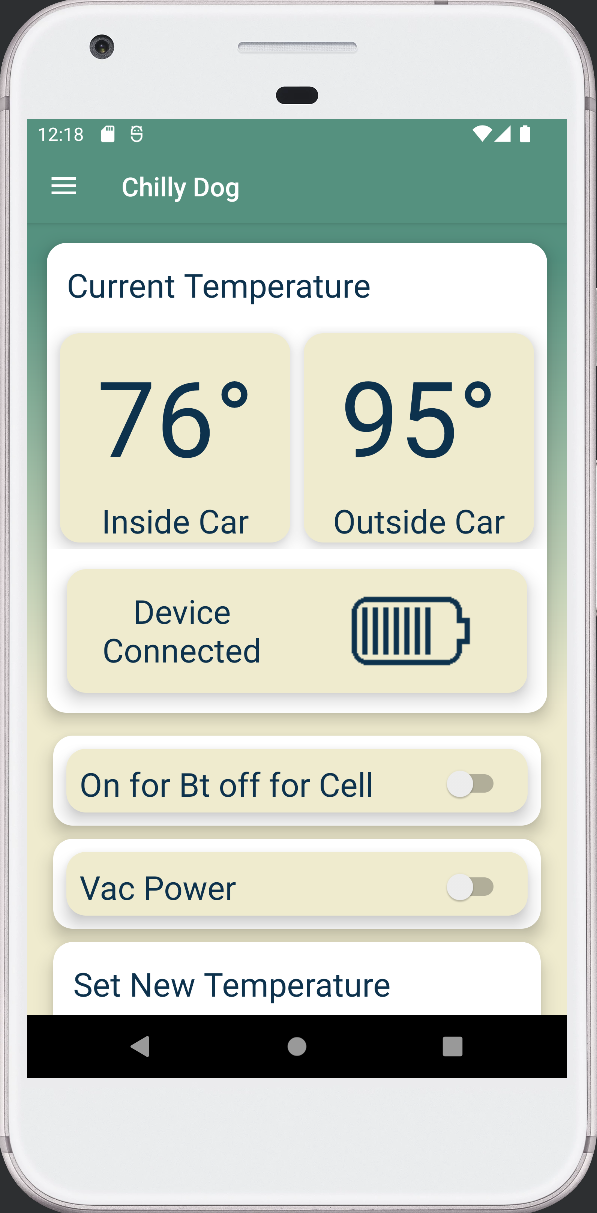 12:18
Chilly Dog
Current Temperature
76°
95°
Inside Car
Outside Car
Device
Connected
On for Bt off for Cell
Vac Power
Set New Temperature